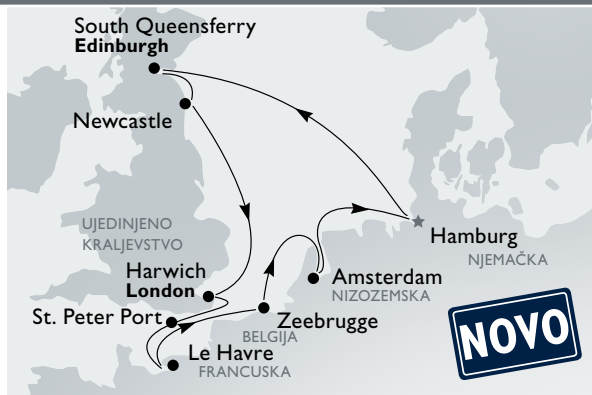 South Queensferry
Edinburgh
Newcastle
UJEDINJENO
KRALJEVSTVO
Hamburg
NJEMAČKA
Harwich
London
Amsterdam
NIZOZEMSKA
St. Peter Port
Zeebrugge
BELGIJA
Le Havre
FRANCUSKA
NOVO